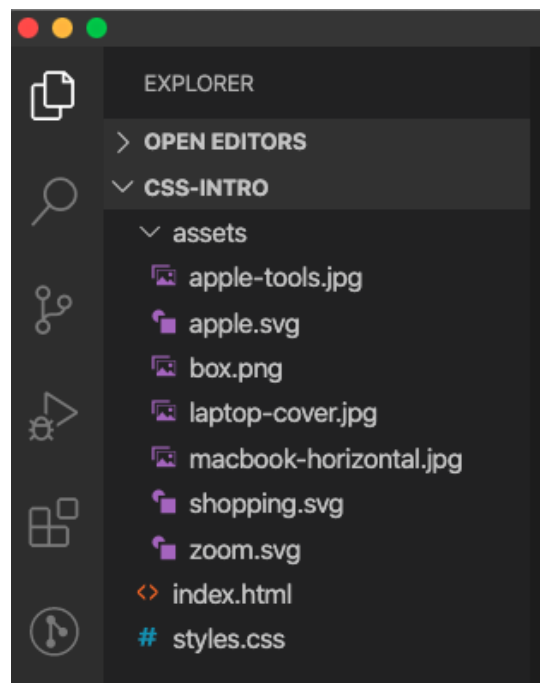 EXPLORER
OPEN EDITORS
CSS-INTRO
assets
apple-tools.jpg
apple.svg
box.png
laptop-cover.jpg
macbook-horizontal.jpg
shopping.svg
zoom.svg
<> index.html
# styles.css